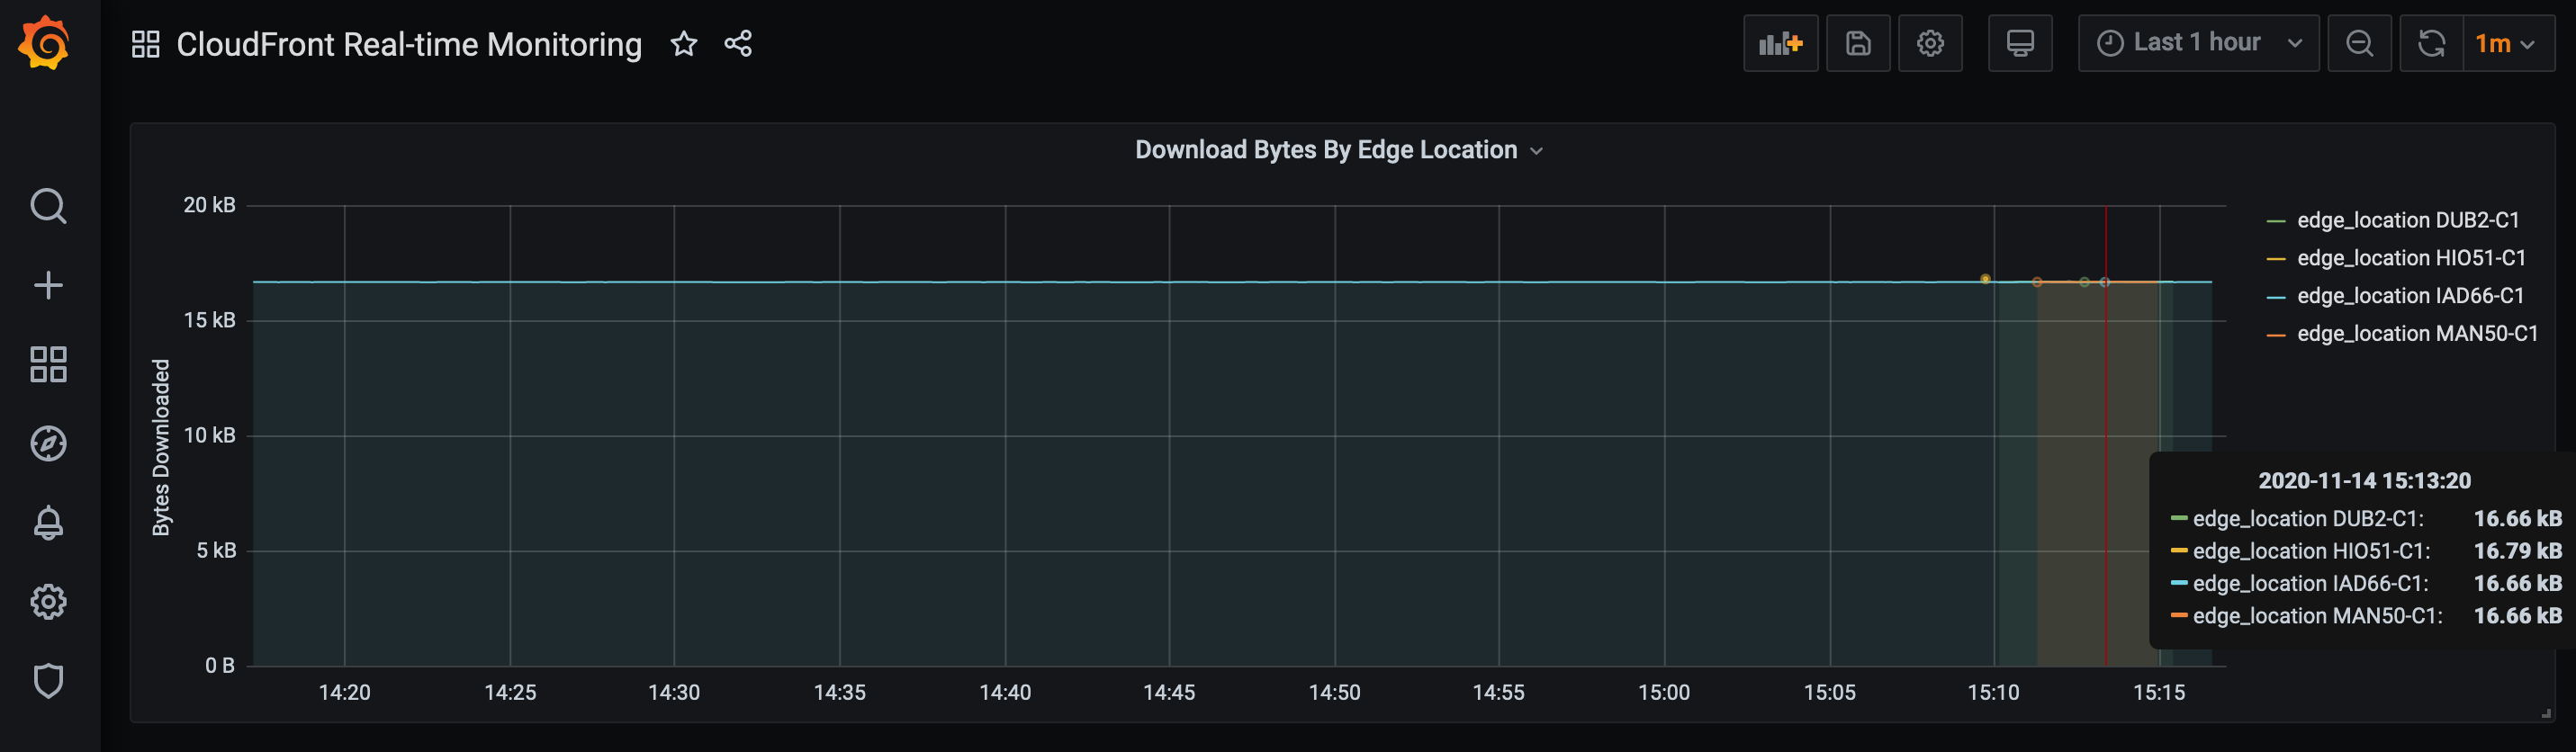 CloudFront Real-time Monitoring
Last 1 hour
1m
Download Bytes By Edge Location
Bytes Downloaded
20 kB
15 kB
10 kB
5 kB
0 B
14:20 14:25 14:30 14:35 14:40 14:45 14:50 14:55 15:00 15:05 15:10 15:15
edge_location DUB2-C1
edge_location HIO51-C1
edge_location IAD66-C1
edge_location MAN50-C1
2020-11-14 15:13:20
edge_location DUB2-C1: 16.66 kB
edge_location HIO51-C1: 16.79 kB
edge_location IAD66-C1: 16.66 kB
edge_location MAN50-C1: 16.66 kB